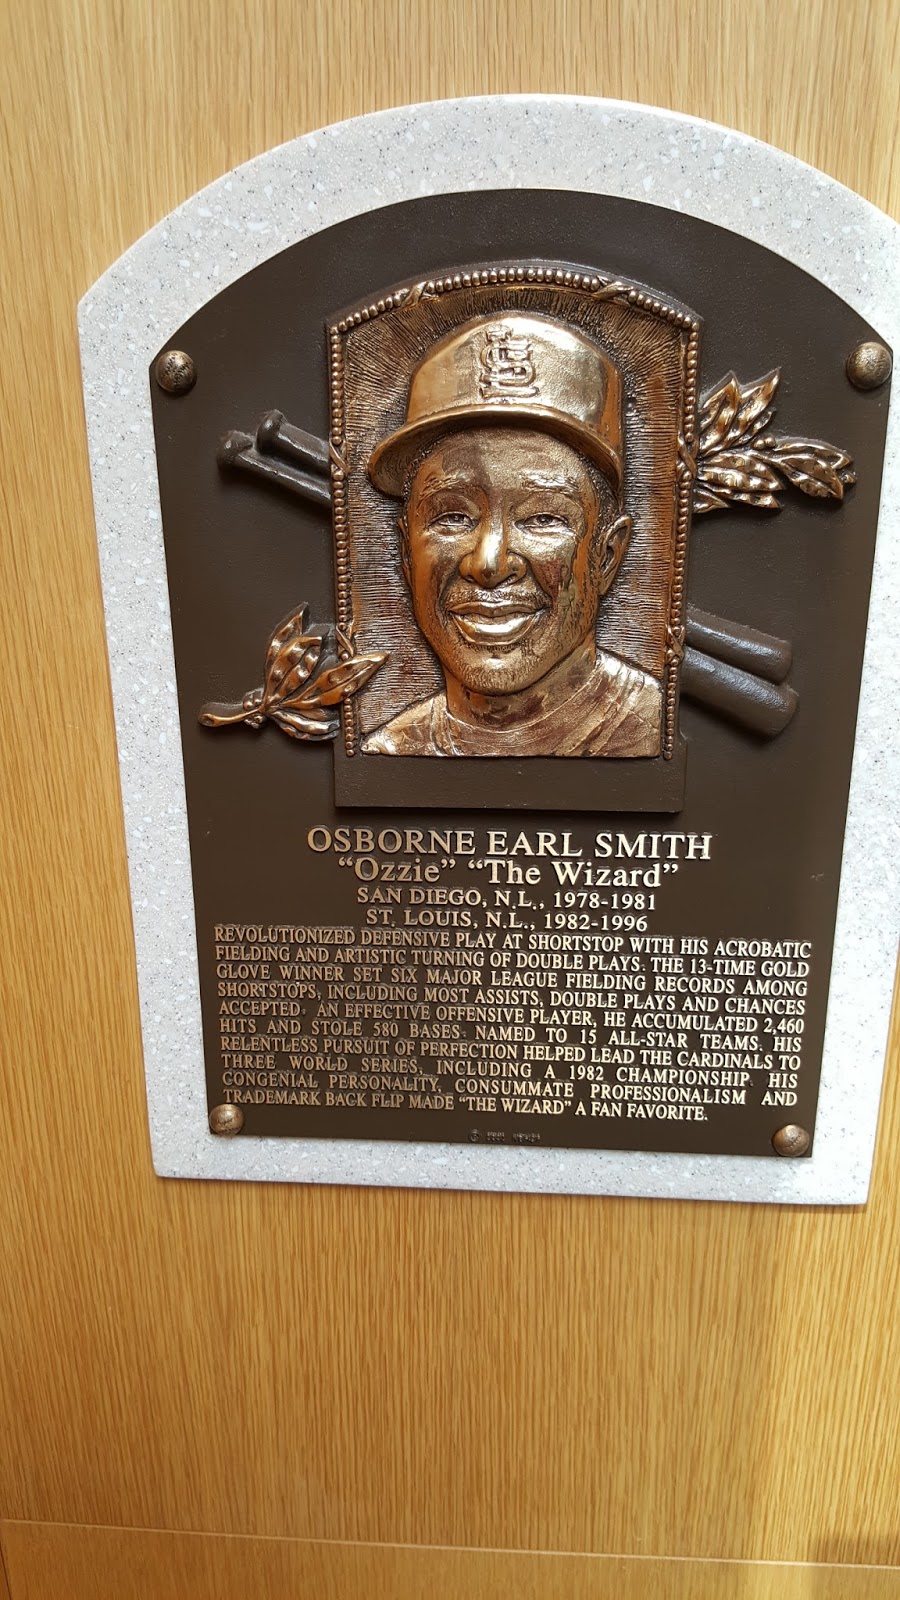 StL
OSBORNE EARL SMITH
“Ozzie” “The Wizard”
SAN DIEGO, N.L., 1978-1981
ST. LOUIS, N.L., 1982-1996
REVOLUTIONIZED DEFENSIVE PLAY AT SHORTSTOP WITH HIS ACROBATIC
FIELDING AND ARTISTIC TURNING OF DOUBLE PLAYS. THE 13-TIME GOLD
GLOVE WINNER SET SIX MAJOR LEAGUE FIELDING RECORDS AMONG
SHORTSTOPS, INCLUDING MOST ASSISTS, DOUBLE PLAYS AND CHANCES
ACCEPTED. AN EFFECTIVE OFFENSIVE PLAYER, HE ACCUMULATED 2,460
HITS AND STOLE 580 BASES. NAMED TO 15 ALL-STAR TEAMS. HIS
RELENTLESS PURSUIT OF PERFECTION HELPED LEAD THE CARDINALS TO
THREE WORLD SERIES, INCLUDING A 1982 CHAMPIONSHIP. HIS
CONGENIAL PERSONALITY, CONSUMMATE PROFESSIONALISM AND
TRADEMARK BACK FLIP MADE “THE WIZARD” A FAN FAVORITE.